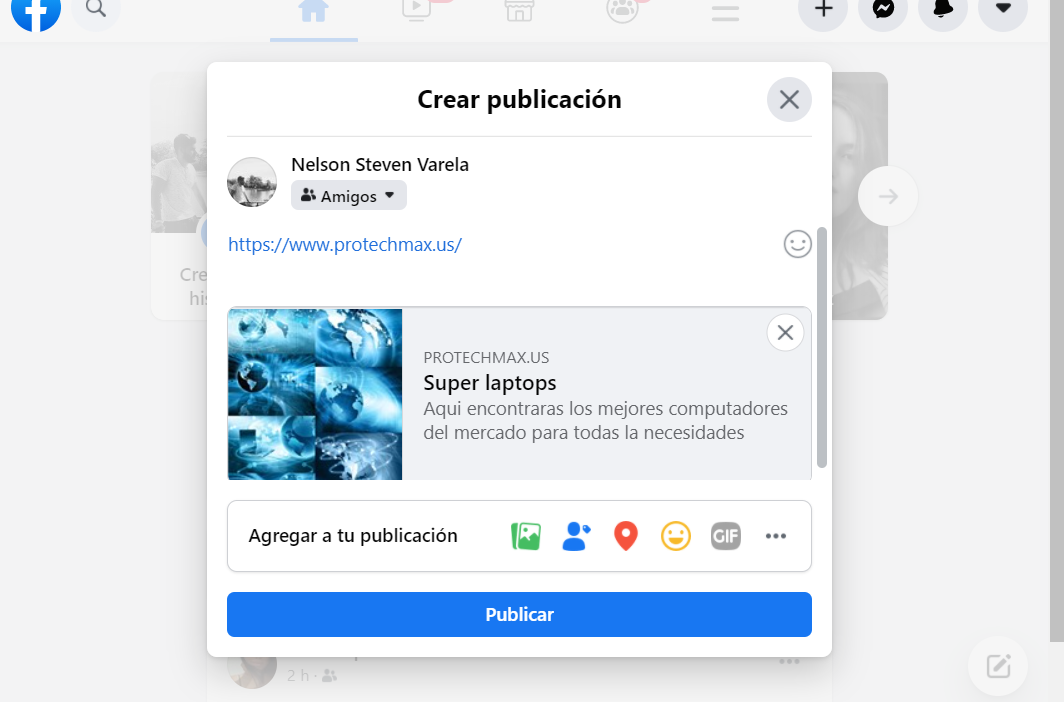 Crear publicación
Nelson Steven Varela
Amigos
https://www.protechmax.us/
Cre
his
PROTECHMAX.US
Super laptops
Aqui encontraras los mejores computadores
del mercado para todas la necesidades
Agregar a tu publicación
GIF
Publicar
2 h ·